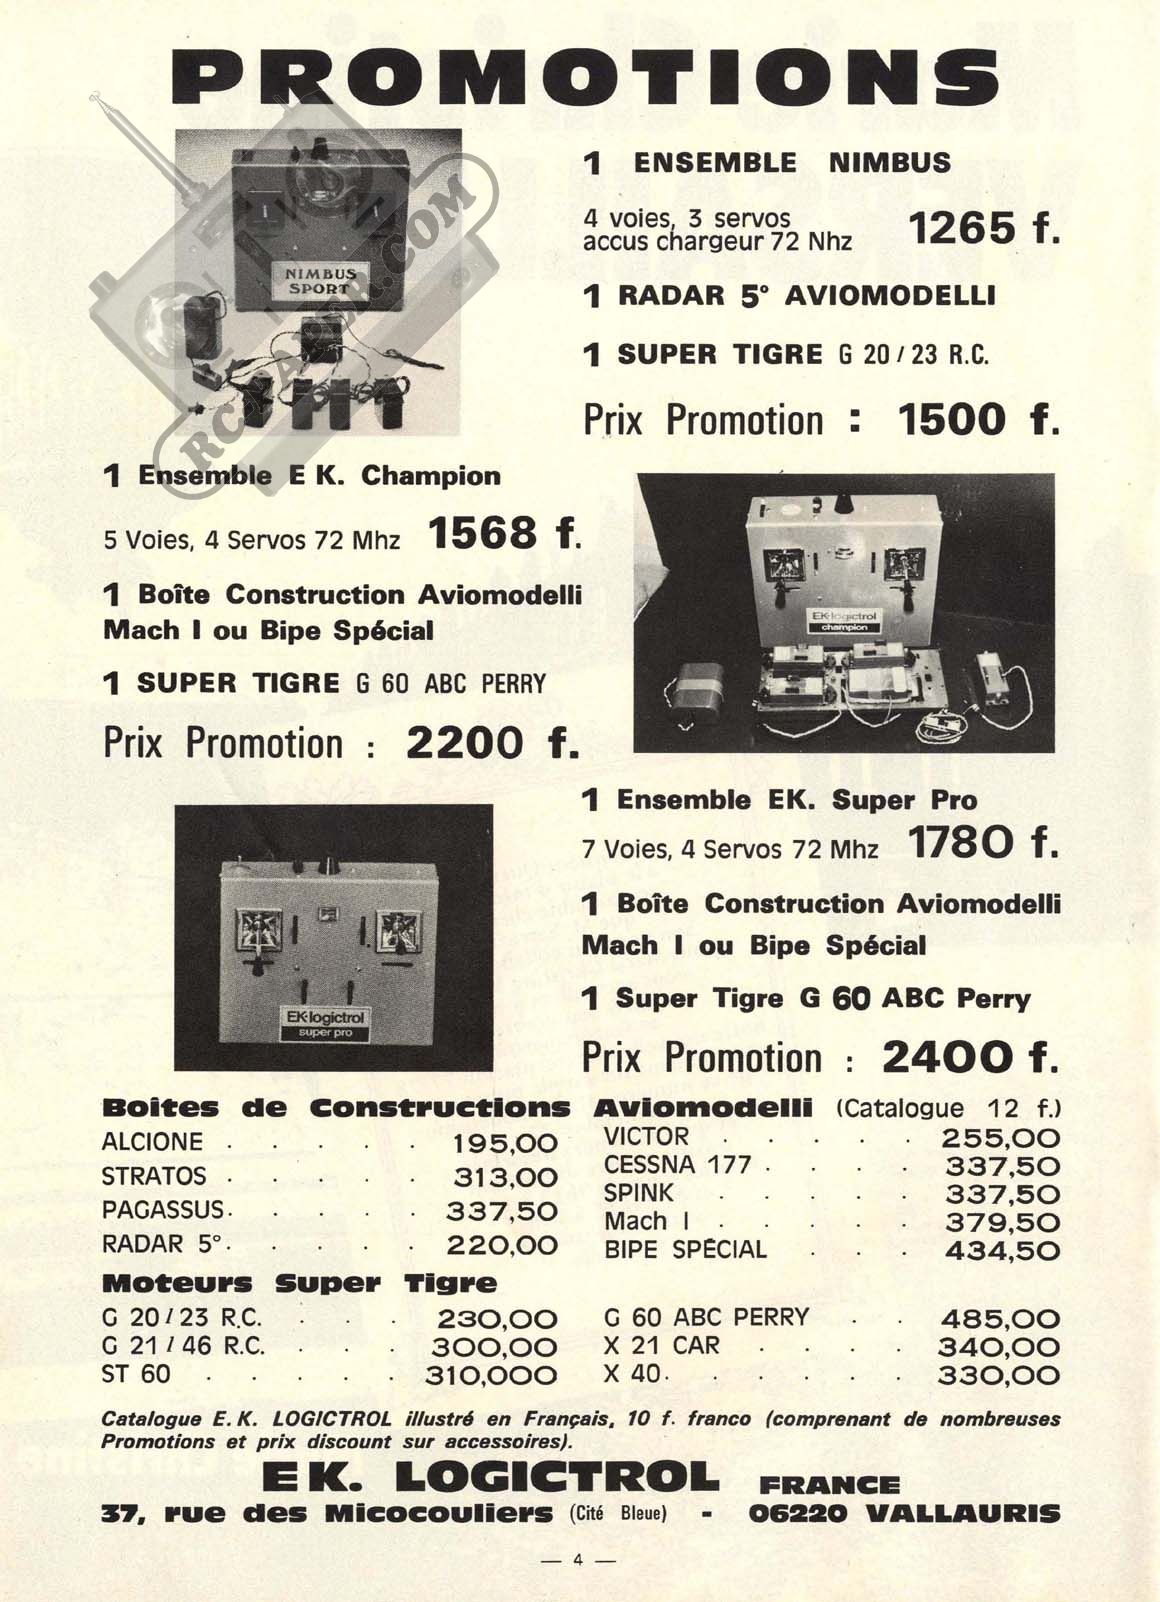 PROMOTIONS
RCTRADER.COM
NIMBUS
SPORT
1 ENSEMBLE NIMBUS
4 voies, 3 servos
accus chargeur 72 Nhz 1265 f.
1 RADAR 5° AVIOMODELLI
1 SUPER TIGRE G 20/23 R.C.
Prix Promotion : 1500 f.
1 Ensemble E K. Champion
5 Voies, 4 Servos 72 Mhz 1568 f.
1 Boîte Construction Aviomodelli
Mach I ou Bipe Spécial
1 SUPER TIGRE G 60 ABC PERRY
Prix Promotion : 2200 f.
EK-logictrol
champion
1 Ensemble EK. Super Pro
7 Voies, 4 Servos 72 Mhz 1780 f.
1 Boîte Construction Aviomodelli
Mach I ou Bipe Spécial
1 Super Tigre G 60 ABC Perry
Prix Promotion : 2400 f.
EK-logictrol
super pro
Boites de Constructions Aviomodelli (Catalogue 12 f.)
ALCIONE . . . . . 195,00
STRATOS . . . . . 313,00
PAGASSUS. . . . . 337,50
RADAR 5°. . . . . 220,00
VICTOR . . . . . 255,00
CESSNA 177 . . . . 337,50
SPINK . . . . . 337,50
Mach I . . . . . 379,50
BIPE SPÉCIAL . . . 434,50
Moteurs Super Tigre
G 20/23 R.C. . . . 230,00
G 21/46 R.C. . . . 300,00
ST 60 . . . . . 310,000
G 60 ABC PERRY . . 485,00
X 21 CAR . . . . 340,00
X 40. . . . . . 330,00
Catalogue E.K. LOGICTROL illustré en Français, 10 f. franco (comprenant de nombreuses
Promotions et prix discount sur accessoires).
EK. LOGICTROL FRANCE
37, rue des Micocouliers (Cité Bleue) - 06220 VALLAURIS
— 4 —